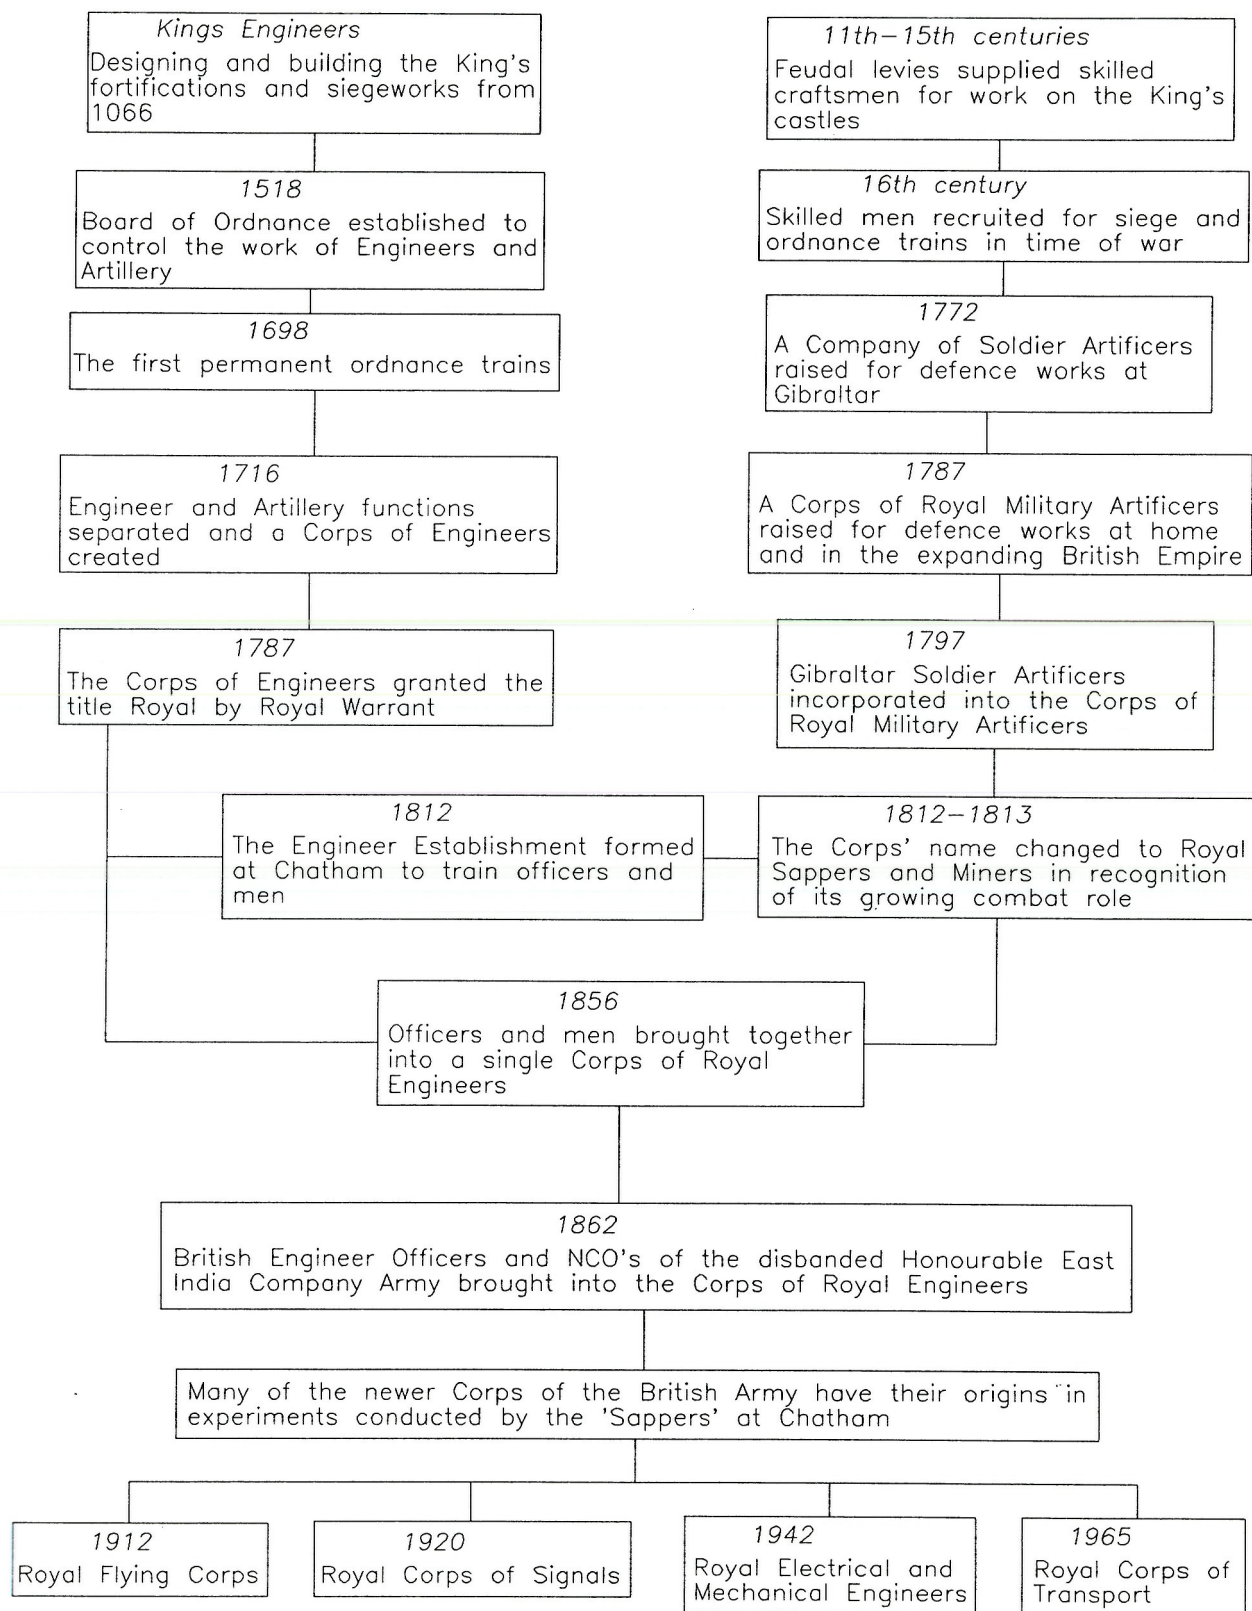 Kings Engineers
Designing and building the King's
fortifications and siegeworks from
1066
1518
Board of Ordnance established to
control the work of Engineers and
Artillery
1698
The first permanent ordnance trains
1716
Engineer and Artillery functions
separated and a Corps of Engineers
created
1787
The Corps of Engineers granted the
title Royal by Royal Warrant
11th-15th centuries
Feudal levies supplied skilled
craftsmen for work on the King's
castles
16th century
Skilled men recruited for siege and
ordnance trains in time of war
1772
A Company of Soldier Artificers
raised for defence works at
Gibraltar
1787
A Corps of Royal Military Artificers
raised for defence works at home
and in the expanding British Empire
1797
Gibraltar Soldier Artificers
incorporated into the Corps of
Royal Military Artificers
1812
The Engineer Establishment formed
at Chatham to train officers and
men
1812-1813
The Corps' name changed to Royal
Sappers and Miners in recognition
of its growing combat role
1856
Officers and men brought together
into a single Corps of Royal
Engineers
1862
British Engineer Officers and NCO's of the disbanded Honourable East
India Company Army brought into the Corps of Royal Engineers
Many of the newer Corps of the British Army have their origins in
experiments conducted by the 'Sappers' at Chatham
1912
Royal Flying Corps
1920
Royal Corps of Signals
1942
Royal Electrical and
Mechanical Engineers
1965
Royal Corps of
Transport